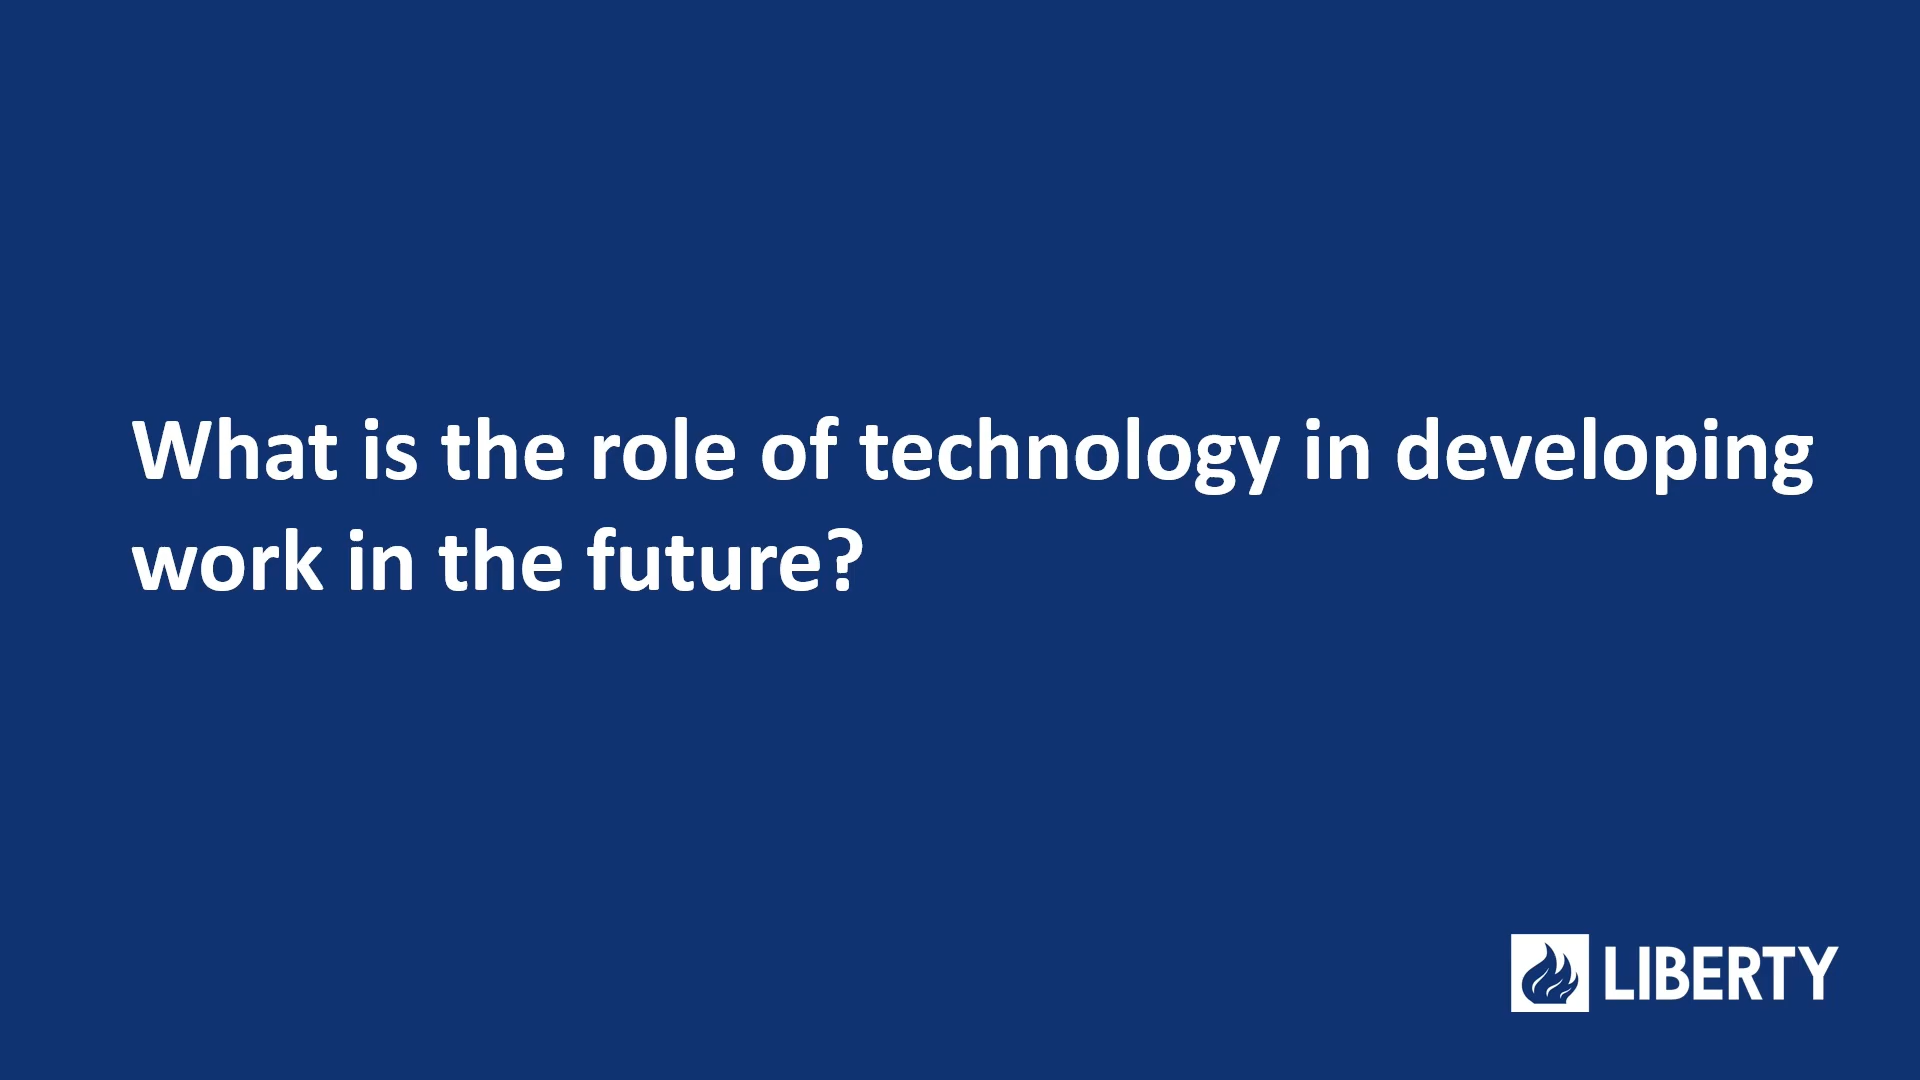 What is the role of technology in developing
work in the future?
LIBERTY